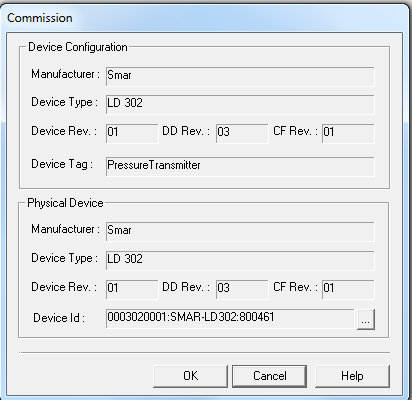 Commission
Device Configuration
Manufacturer : Smar
Device Type : LD 302
Device Rev. : 01 DD Rev. : 03 CF Rev. : 01
Device Tag : PressureTransmitter
Physical Device
Manufacturer : Smar
Device Type : LD 302
Device Rev. : 01 DD Rev. : 03 CF Rev. : 01
Device Id : 0003020001:SMAR-LD302:800461 ...
OK Cancel Help